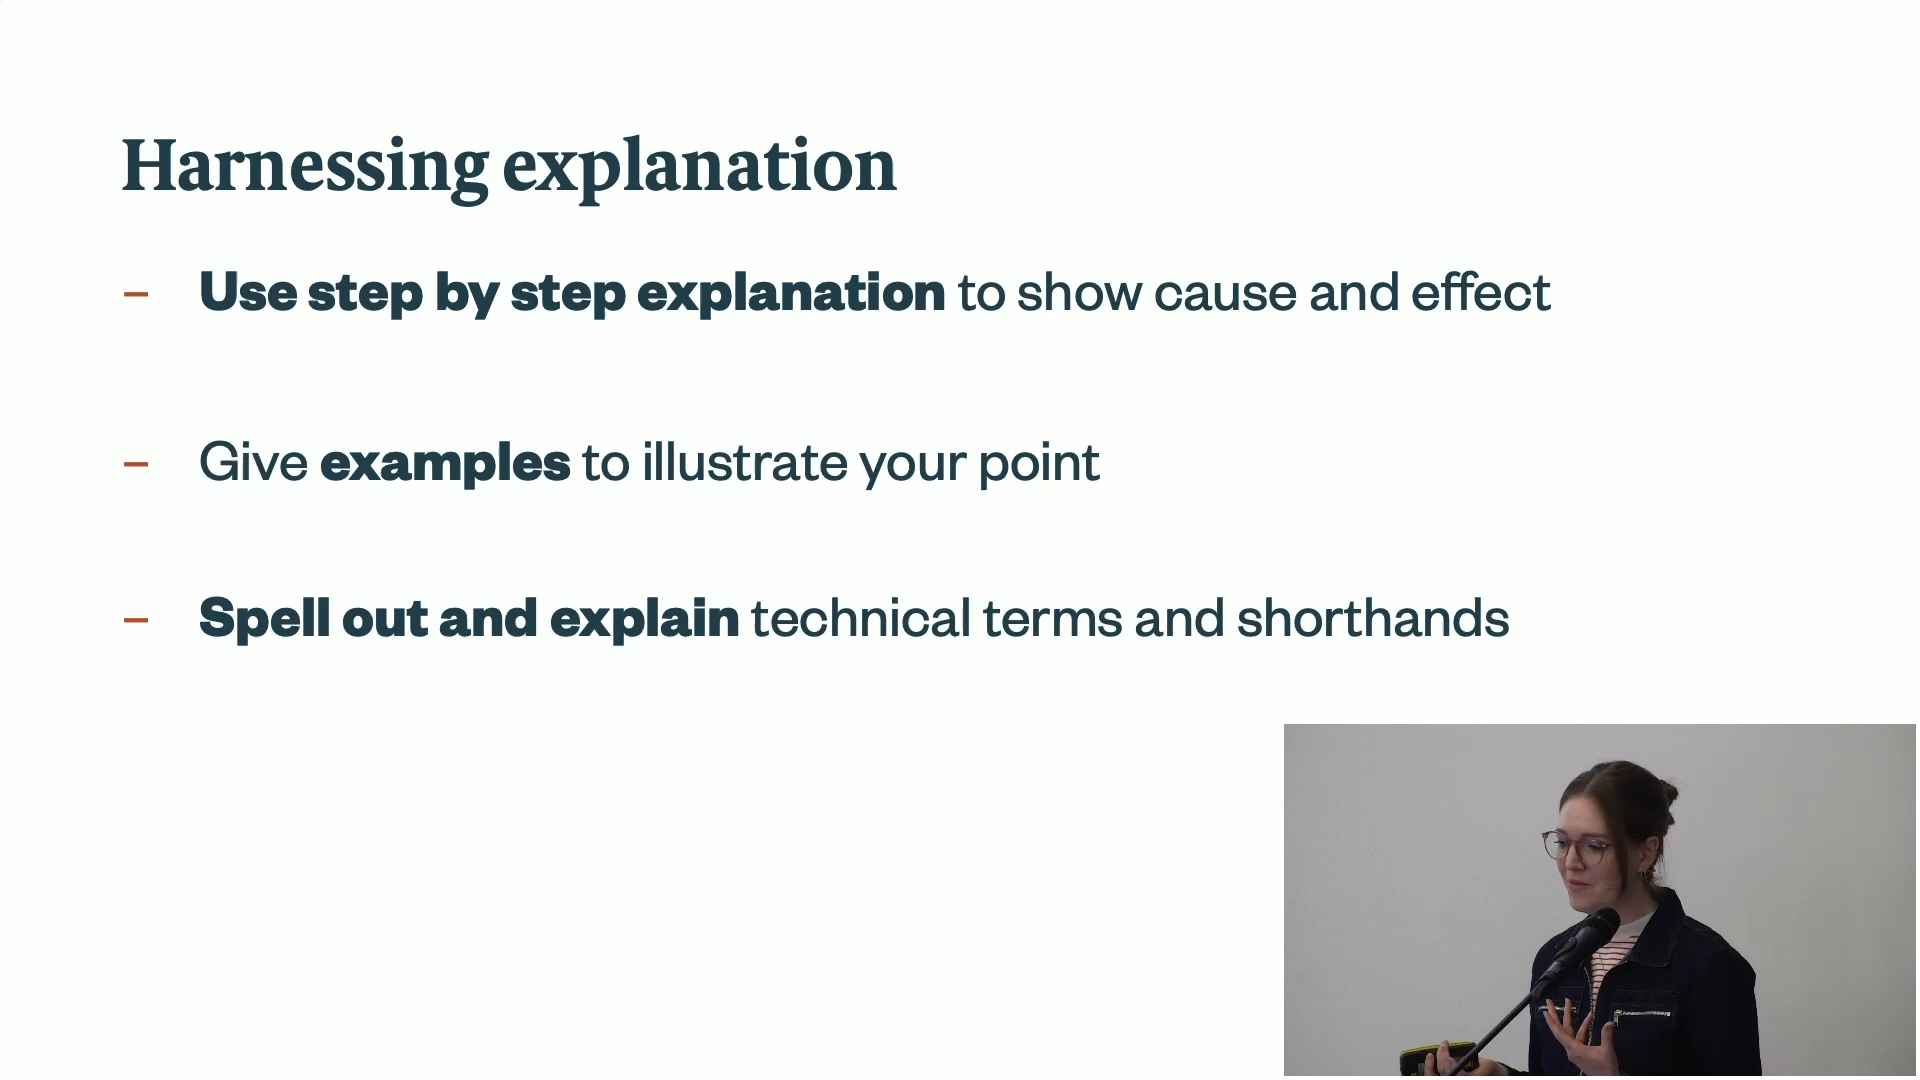 Harnessing explanation
– Use step by step explanation to show cause and effect
– Give examples to illustrate your point
– Spell out and explain technical terms and shorthands